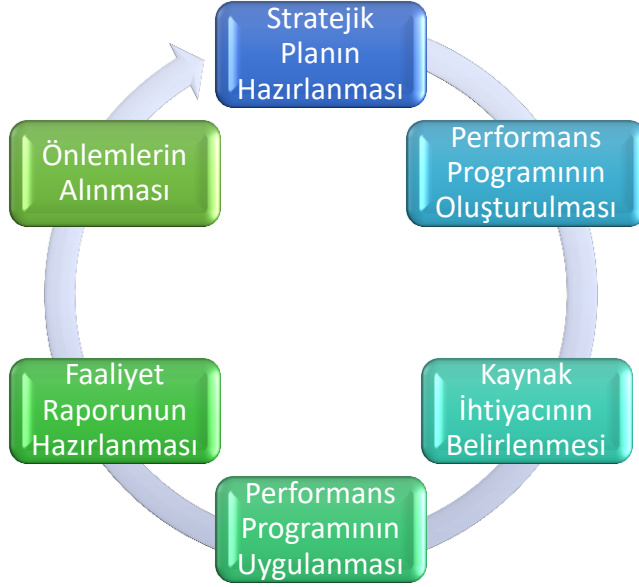 Stratejik
Planın
Hazırlanması
Performans
Programının
Oluşturulması
Kaynak
İhtiyacının
Belirlenmesi
Performans
Programının
Uygulanması
Faaliyet
Raporunun
Hazırlanması
Önlemlerin
Alınması